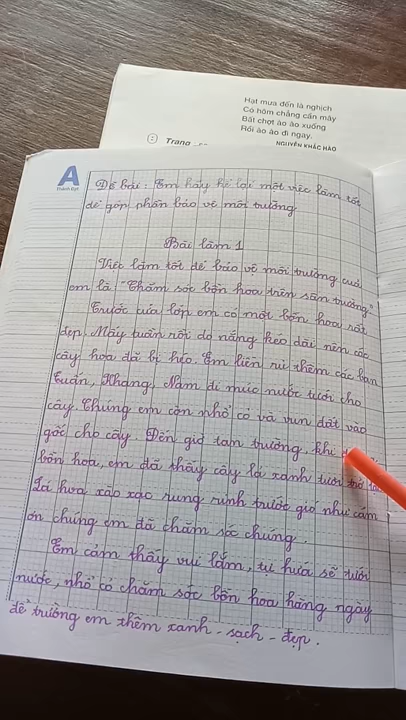 Hạt mưa đến là nghịch
Có hôm chẳng cần mây
Bất chợt ào ào xuống
Rồi ào ào đi ngay.
NGUYỄN KHẮC HÀO
2 Trang
A
Thành Đạt
Đề bài: Em hãy kể lại một việc làm tốt
để góp phần bảo vệ môi trường
Bài làm 1
Việc làm tốt để bảo vệ môi trường của
em là "Chăm sóc bồn hoa trên sân trường".
Trước cửa lớp em có một bồn hoa rất
đẹp. Mấy tuần rồi do nắng kéo dài nên các
cây hoa đã bị héo. Em liền rủ thêm các bạn
Tuấn, Khang, Nam đi múc nước tưới cho
cây. Chúng em còn nhổ cỏ và vun đất vào
gốc cho cây. Đến giờ tan trường, khi
bồn hoa, em đã thấy cây lá xanh tươi trở
Lá hoa xào xạc rung rinh trước gió như cảm
ơn chúng em đã chăm sóc chúng.
Em cảm thấy vui lắm, tự hứa sẽ tưới
nước, nhổ cỏ chăm sóc bồn hoa hàng ngày
để trường em thêm xanh - sạch - đẹp.